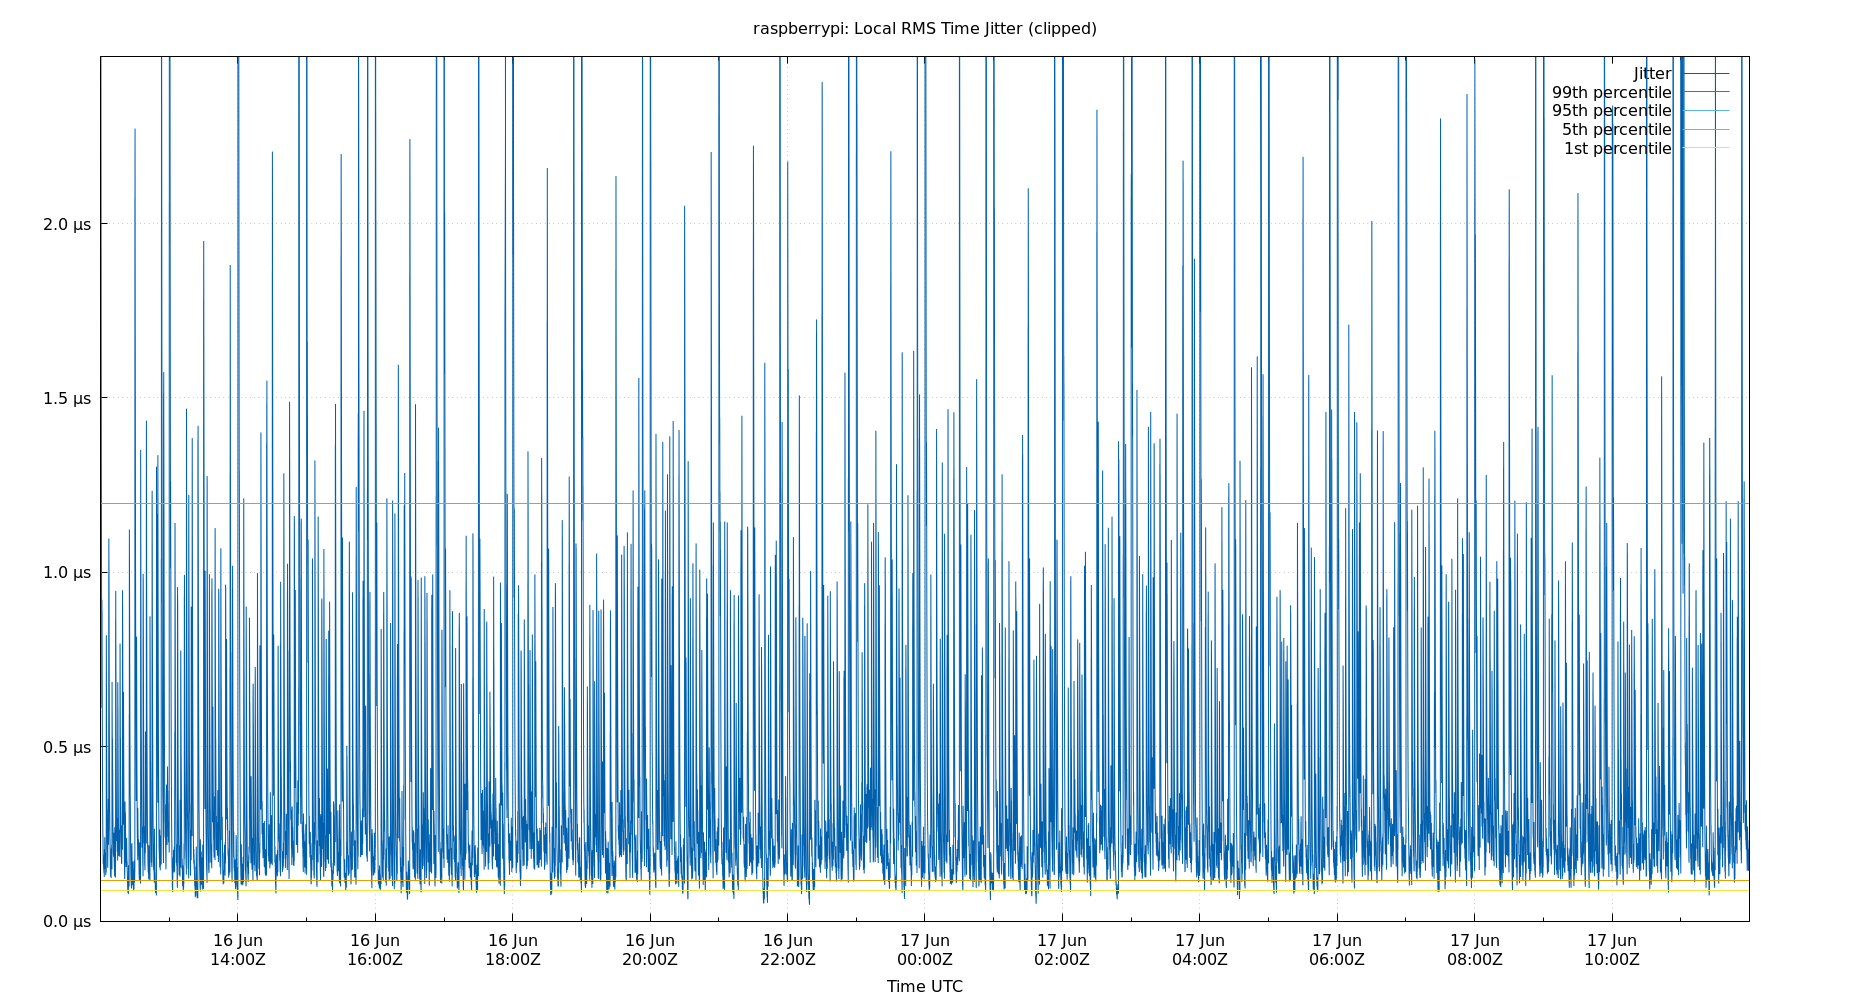 raspberrypi: Local RMS Time Jitter (clipped)
Jitter
99th percentile
95th percentile
5th percentile
1st percentile
2.0 μs
1.5 μs
1.0 μs
0.5 μs
0.0 μs
16 Jun 16 Jun 16 Jun 16 Jun 16 Jun 17 Jun 17 Jun 17 Jun 17 Jun 17 Jun 17 Jun
14:00Z 16:00Z 18:00Z 20:00Z 22:00Z 00:00Z 02:00Z 04:00Z 06:00Z 08:00Z 10:00Z
Time UTC